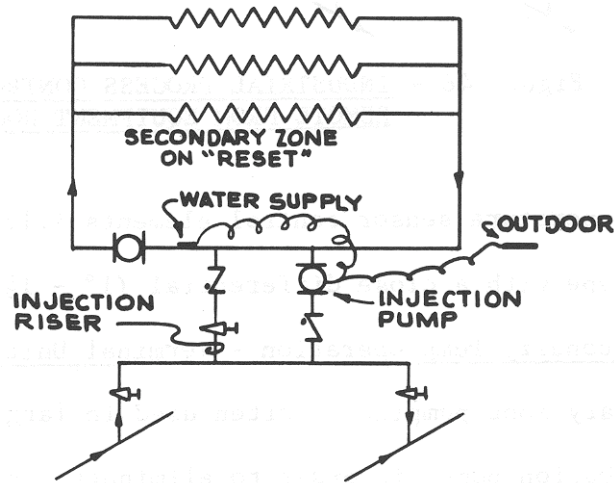 SECONDARY ZONE
ON "RESET"
WATER SUPPLY
OUTDOOR
INJECTION
RISER
INJECTION
PUMP